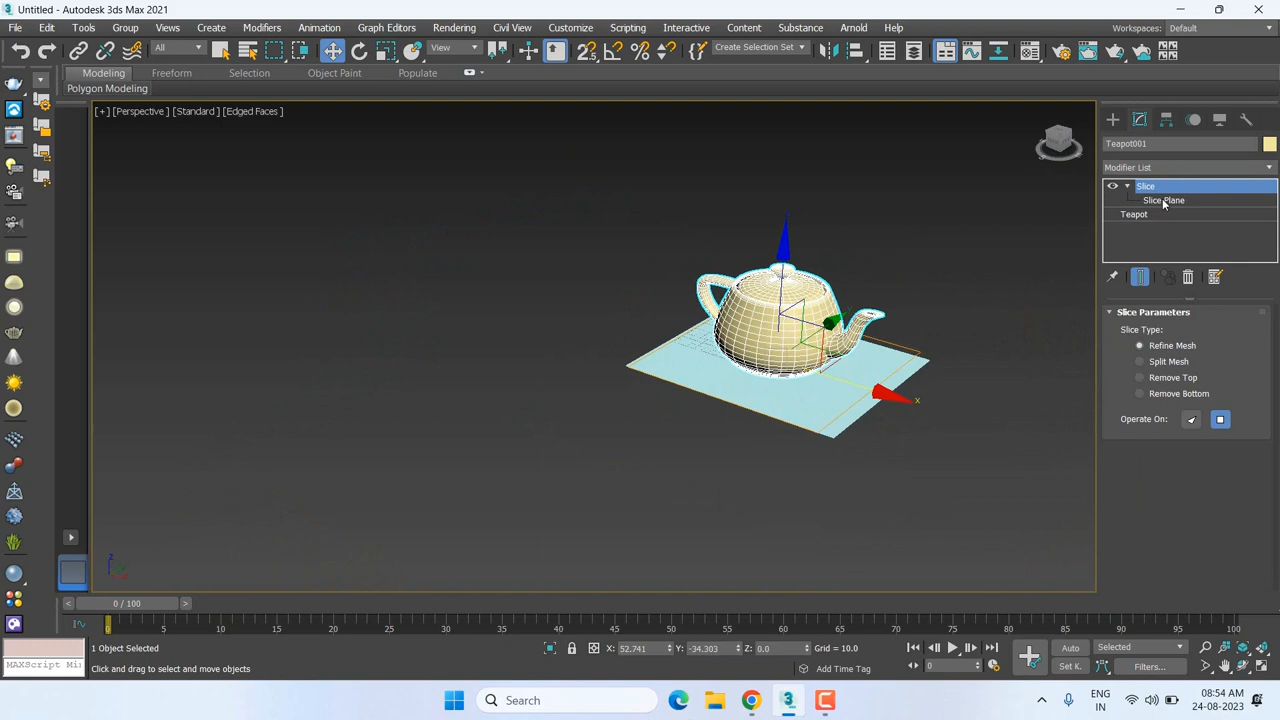 Untitled - Autodesk 3ds Max 2021
File Edit Tools Group Views Create Modifiers Animation Graph Editors Rendering Civil View Customize Scripting Interactive Content Substance Arnold Help Workspaces: Default
All View Create Selection Set
Modeling Freeform Selection Object Paint Populate
Polygon Modeling
[+] [Perspective ] [Standard ] [Edged Faces ]
Teapot001
Modifier List
Slice
Slice Plane
Teapot
Slice Parameters
Slice Type:
Refine Mesh
Split Mesh
Remove Top
Remove Bottom
Operate On:
x
z
< 0 / 100 >
0 5 10 15 20 25 30 35 40 45 50 55 60 65 70 75 80 85 90 95 100
1 Object Selected X: 52.741 Y: -34.303 Z: 0.0 Grid = 10.0 Auto Selected
MAXScript Mi: Click and drag to select and move objects Add Time Tag 0 Set K. Filters...
Search
ENG
IN
08:54 AM
24-08-2023